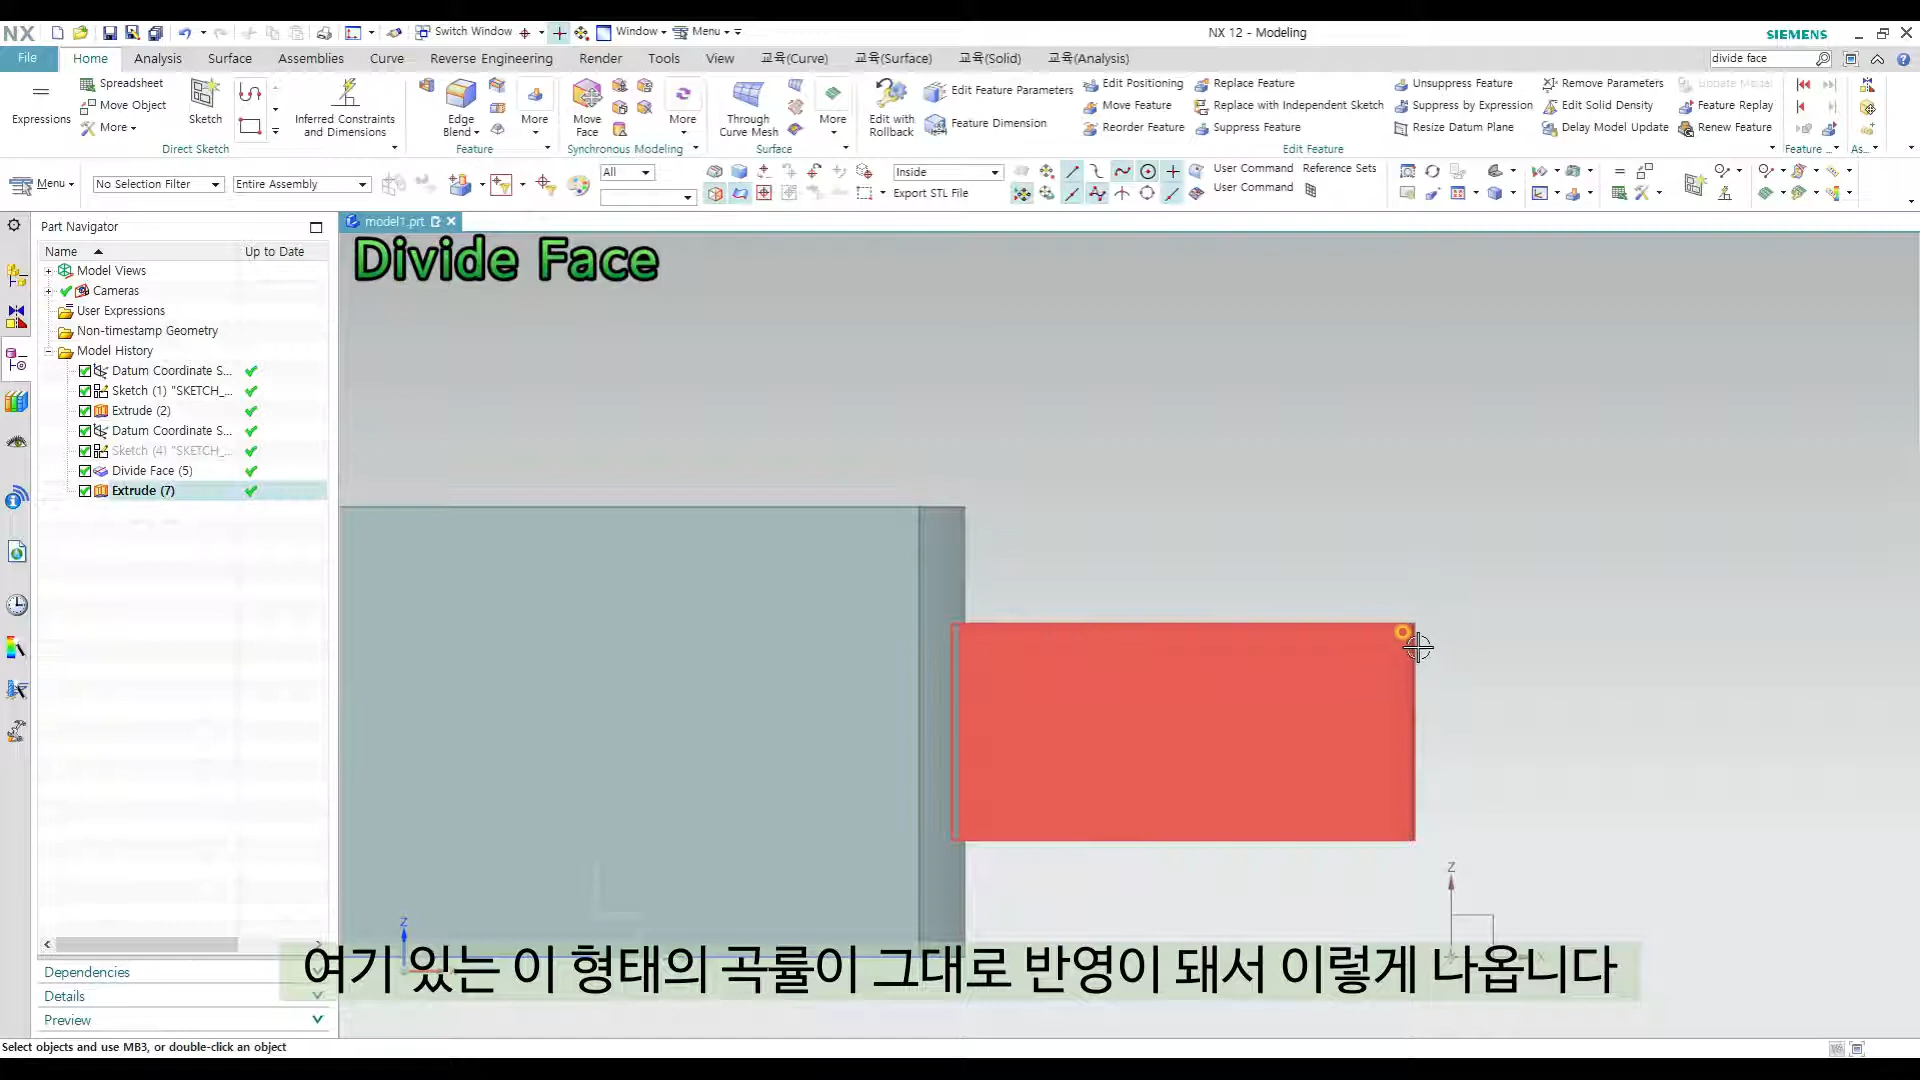 NX Switch Window Window Menu NX 12 - Modeling SIEMENS
File Home Analysis Surface Assemblies Curve Reverse Engineering Render Tools View 교육(Curve) 교육(Surface) 교육(Solid) 교육(Analysis) divide face
Spreadsheet Edit Positioning Replace Feature Unsuppress Feature Remove Parameters Update Model
Edit Feature Parameters
Move Object Move Feature Replace with Independent Sketch Suppress by Expression Edit Solid Density Feature Replay
Expressions Sketch Inferred Constraints and Dimensions Edge Blend More Move Face More Through Curve Mesh More Edit with Rollback Feature Dimension
More Reorder Feature Suppress Feature Resize Datum Plane Delay Model Update Renew Feature
Direct Sketch Feature Synchronous Modeling Surface Edit Feature Feature ... As...
All Inside User Command Reference Sets
Menu No Selection Filter Entire Assembly
Export STL File User Command
Part Navigator
model1.prt
Name Up to Date
Divide Face
Model Views
Cameras
User Expressions
Non-timestamp Geometry
Model History
Datum Coordinate S...
Sketch (1) "SKETCH_...
Extrude (2)
Datum Coordinate S...
Sketch (4) "SKETCH_...
Divide Face (5)
Extrude (7)
Z
Z
여기 있는 이 형태의 곡률이 그대로 반영이 돼서 이렇게 나옵니다
Dependencies
Details
Preview
Select objects and use MB3, or double-click an object